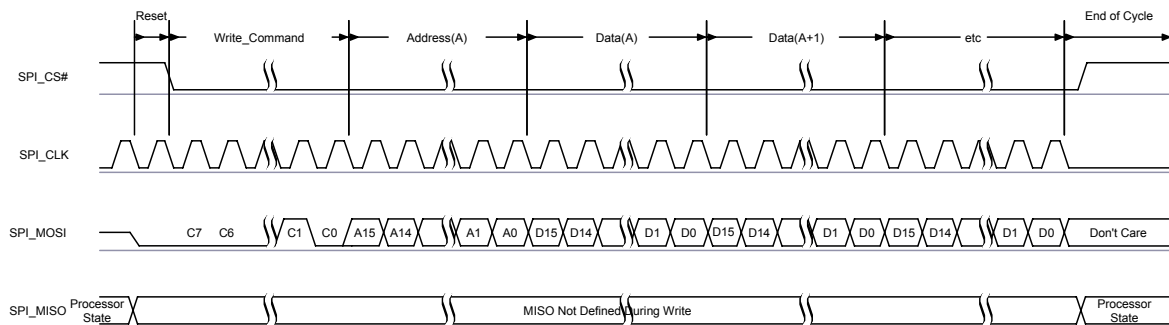 Reset
End of Cycle
Write_Command Address(A) Data(A) Data(A+1) etc
SPI_CS#
SPI_CLK
SPI_MOSI C7 C6 C1 C0 A15 A14 A1 A0 D15 D14 D1 D0 D15 D14 D1 D0 D15 D14 D1 D0 Don't Care
SPI_MISO Processor State MISO Not Defined During Write Processor State